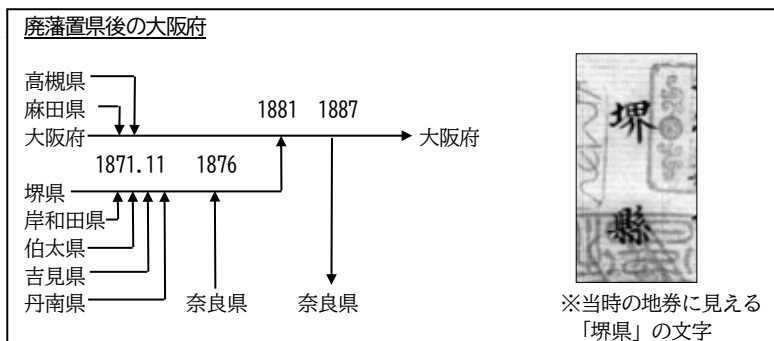 廃藩置県後の大阪府
高槻県
麻田県
大阪府
1881
1887
大阪府
1871.11
1876
堺県
岸和田県
伯太県
吉見県
丹南県
奈良県
奈良県
堺
縣
※当時の地券に見える
「堺県」の文字